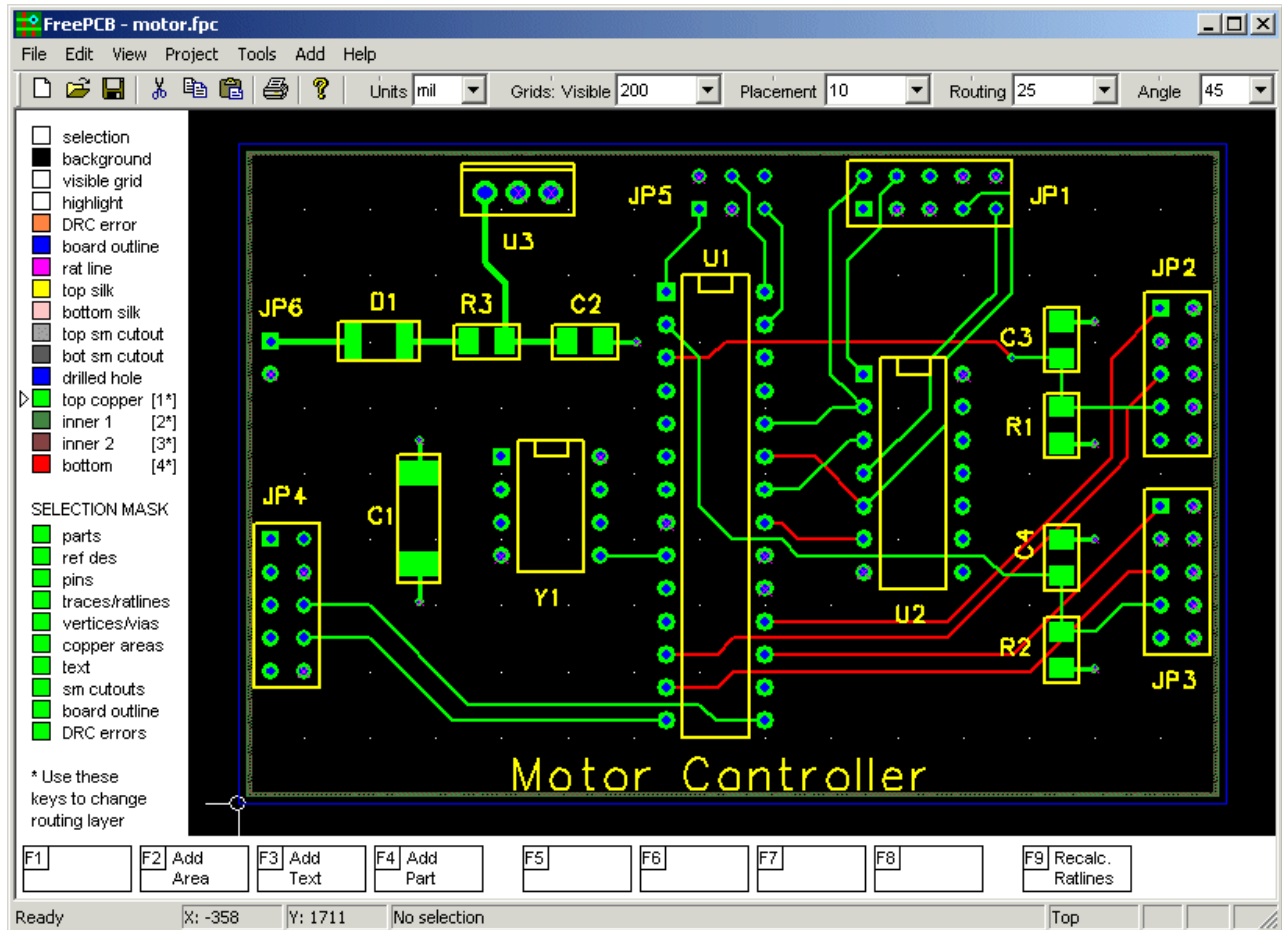 FreePCB - motor.fpc
File Edit View Project Tools Add Help
Units mil Grids: Visible 200 Placement 10 Routing 25 Angle 45
selection
background
visible grid
highlight
DRC error
board outline
rat line
top silk
bottom silk
top sm cutout
bot sm cutout
drilled hole
top copper [1*]
inner 1 [2*]
inner 2 [3*]
bottom [4*]
SELECTION MASK
parts
ref des
pins
traces/ratlines
vertices/vias
copper areas
text
sm cutouts
board outline
DRC errors
* Use these
keys to change
routing layer
JP5
JP1
U3
U1
JP2
JP6
D1
R3
C2
C3
R1
JP4
C1
Y1
C4
U2
R2
JP3
Motor Controller
F1
F2 Add
Area
F3 Add
Text
F4 Add
Part
F5
F6
F7
F8
F9 Recalc.
Ratlines
Ready X: -358 Y: 1711 No selection Top